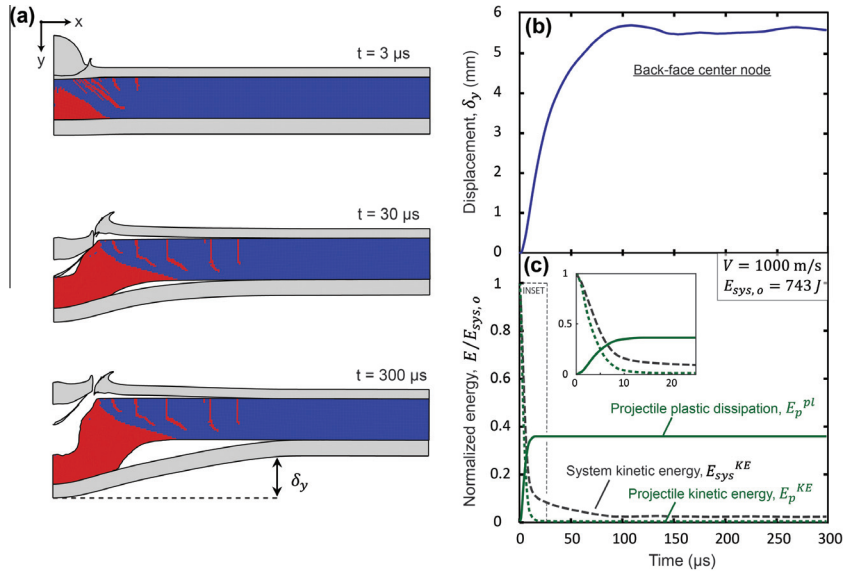 (a)
x
y
t = 3 µs
t = 30 µs
t = 300 µs
δy
(b)
6
5
4
3
2
1
0
Displacement, δy (mm)
Back-face center node
(c)
V = 1000 m/s
Esys,o = 743 J
1
0.8
0.6
0.4
0.2
0
Normalized energy, E/Esys,o
INSET
1
0.5
0
0 10 20
Projectile plastic dissipation, Ep^pl
System kinetic energy, Esys^KE
Projectile kinetic energy, Ep^KE
0 50 100 150 200 250 300
Time (µs)